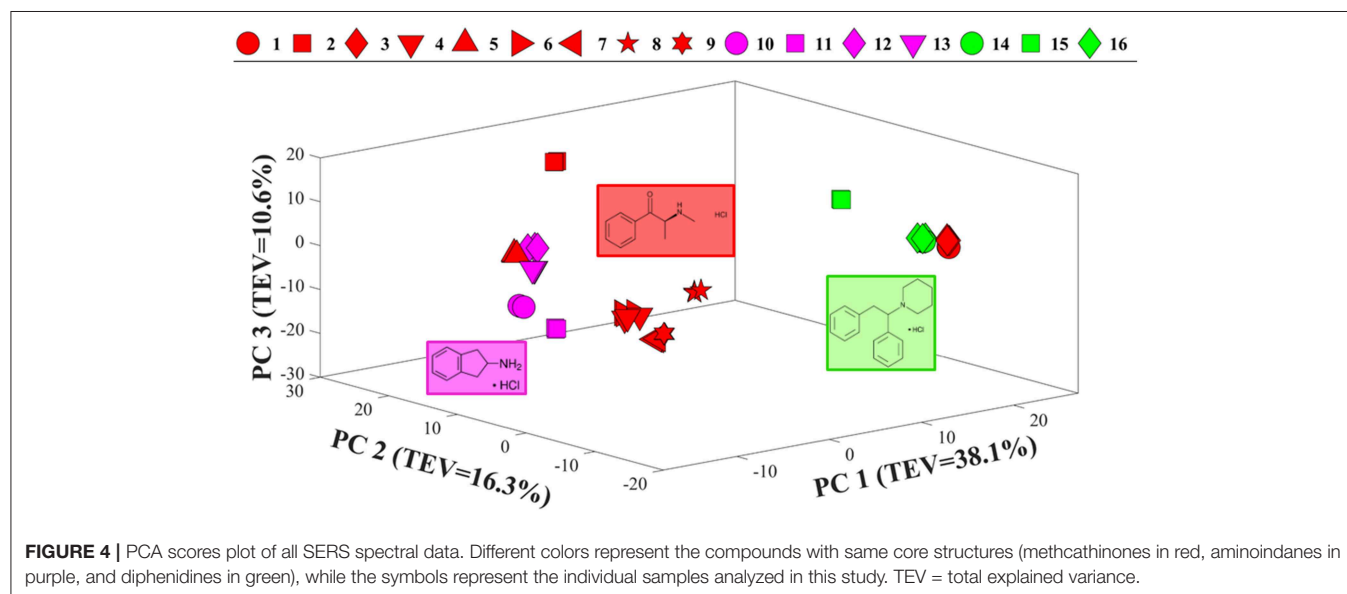 1 2 3 4 5 6 7 8 9 10 11 12 13 14 15 16
PC 3 (TEV=10.6%)
20
10
0
-10
-20
-30
30
20
10
0
-10
-20
PC 2 (TEV=16.3%)
-10
0
10
20
PC 1 (TEV=38.1%)
O
H
N
HCl
NH2
• HCl
N
• HCl
FIGURE 4 | PCA scores plot of all SERS spectral data. Different colors represent the compounds with same core structures (methcathinones in red, aminoindanes in
purple, and diphenidines in green), while the symbols represent the individual samples analyzed in this study. TEV = total explained variance.